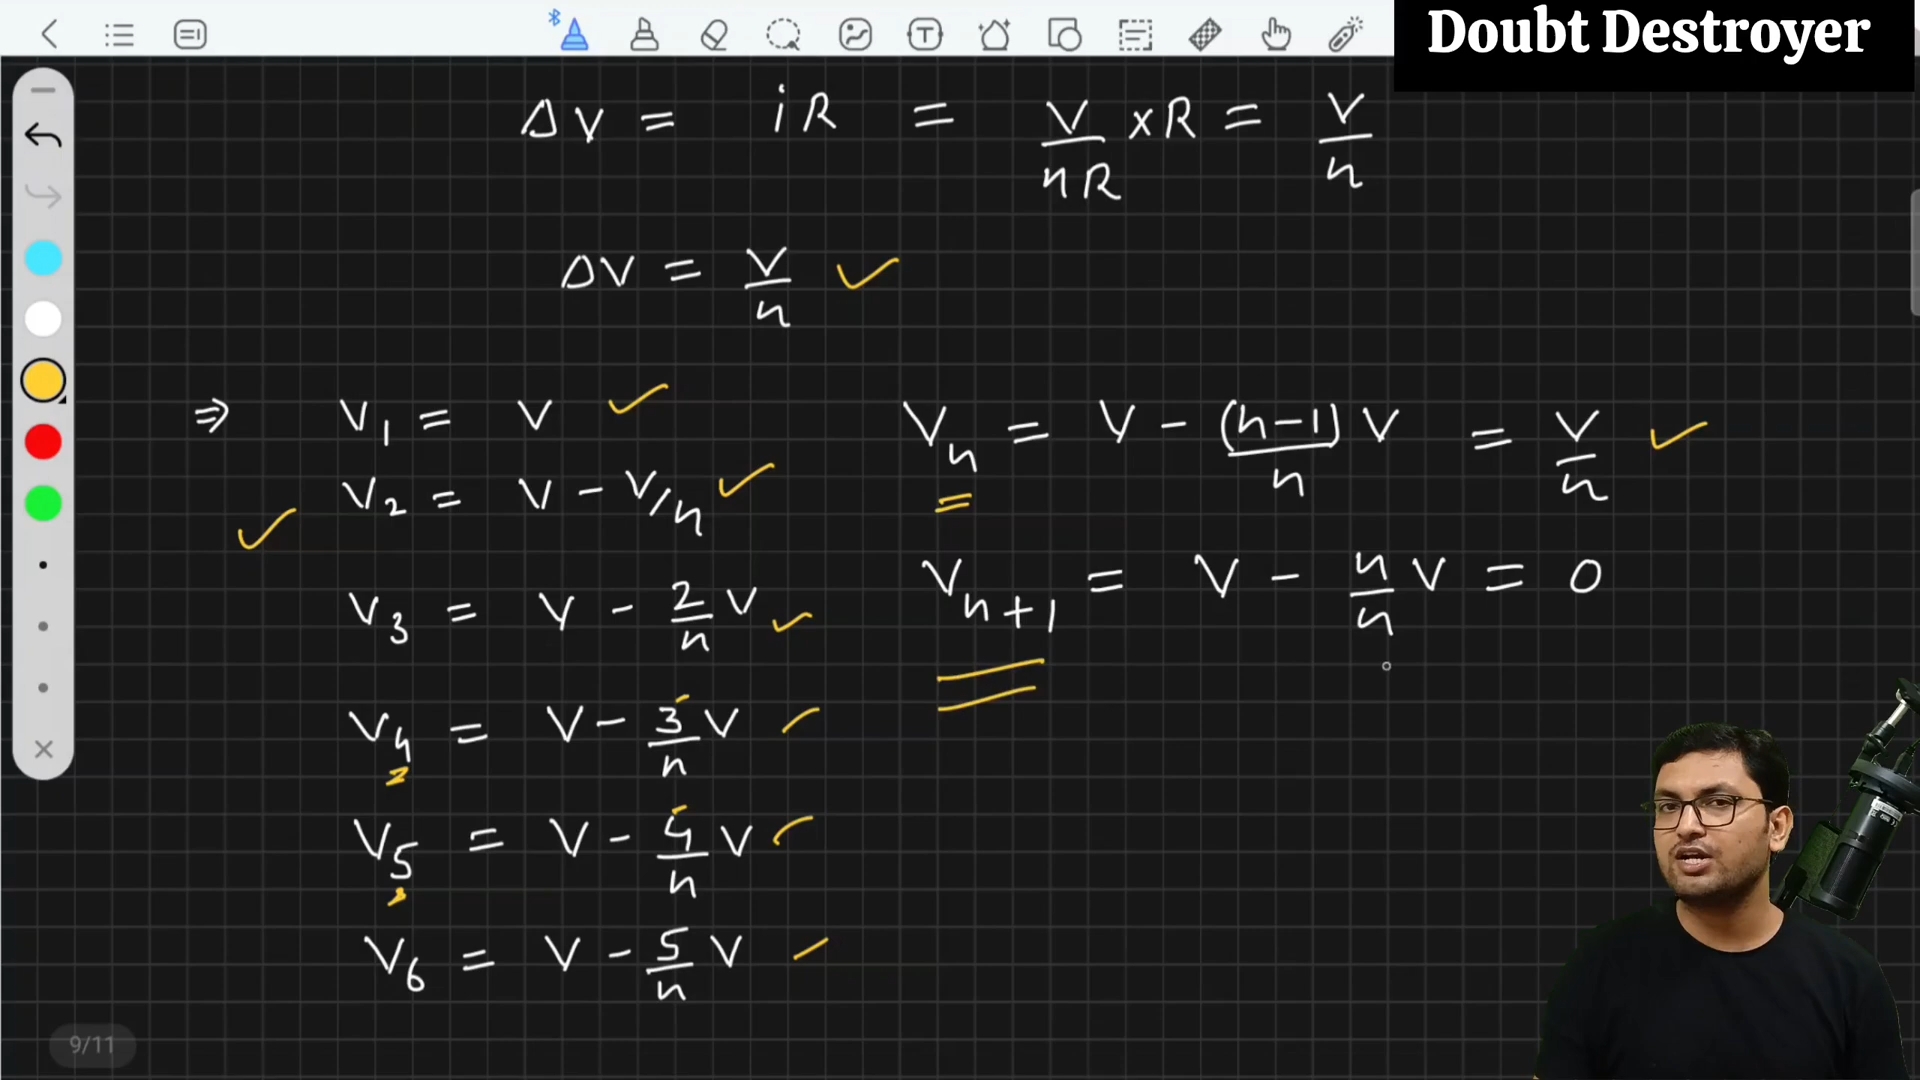 Doubt Destroyer
ΔV = iR = V/nR × R = V/n
ΔV = V/n ✓
⇒ V₁ = V ✓
V₂ = V - V/n ✓
✓
V₃ = V - 2/n V ✓
V₄ = V - 3/n V
V₅ = V - 4/n V
V₆ = V - 5/n V
Vₙ = V - (n-1)/n V = V/n ✓
Vₙ₊₁ = V - n/n V = 0
9/11